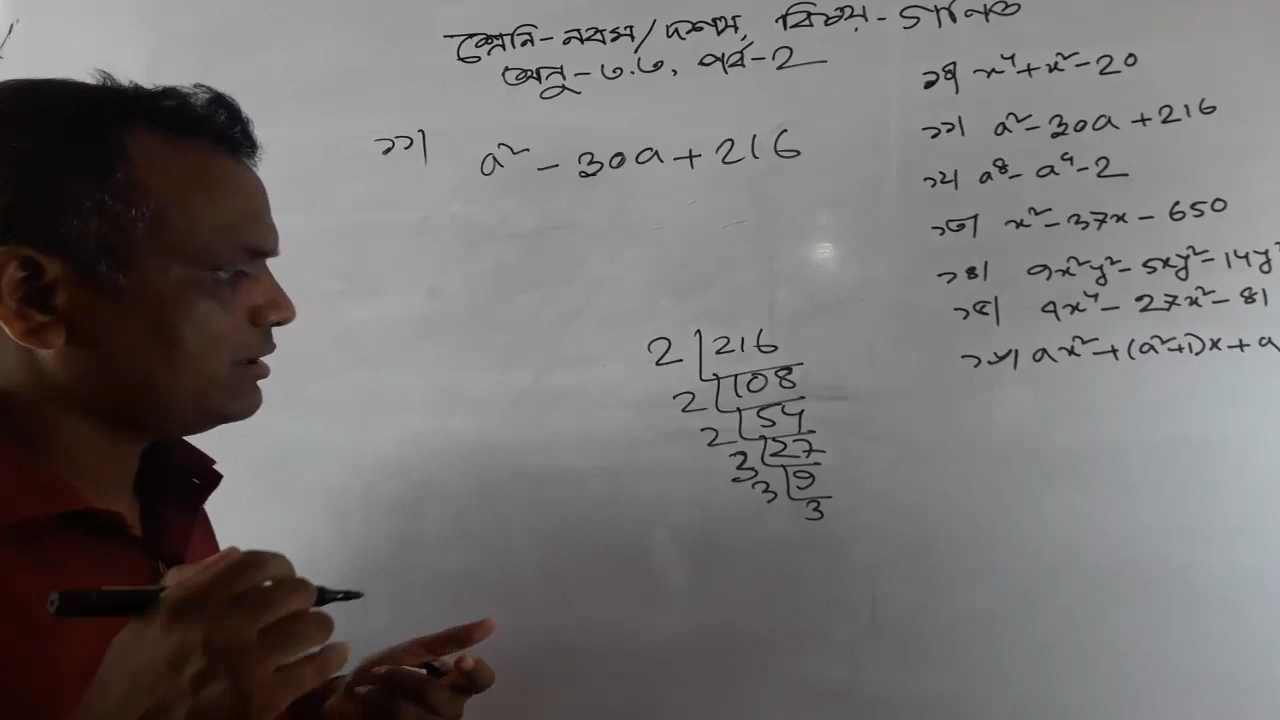 শ্রেনি-নবম/দশম, বিষয়-গণিত
অনু-৩.৩, পর্ব-2
১১। a² - 30a + 216
2 216
2 108
2 54
3 27
3 9
3
১০। x⁴ + x² - 20
১১। a² - 30a + 216
১২। a⁸ - a⁴ - 2
১৩। x² - 37x - 650
১৪। 9x²y² - 5xy² - 14y²
১৫। 4x⁴ - 27x² - 81
১৬। ax² + (a²+1)x + a